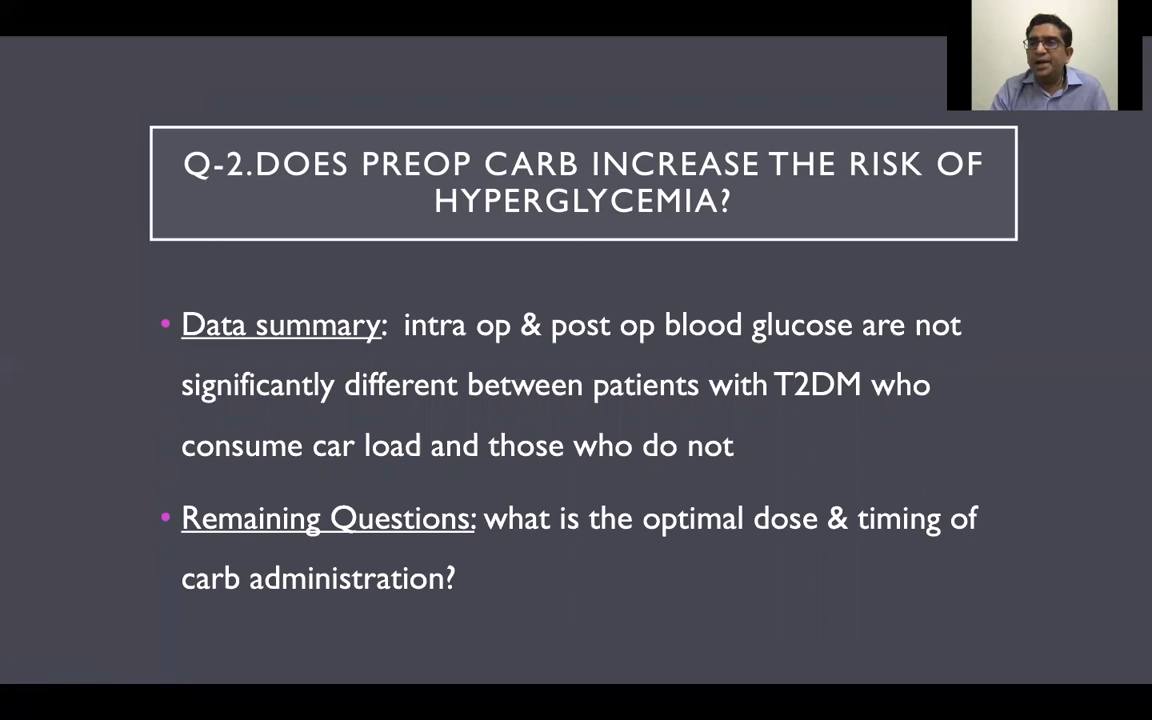 Q-2.DOES PREOP CARB INCREASE THE RISK OF
HYPERGLYCEMIA?
• Data summary: intra op & post op blood glucose are not
significantly different between patients with T2DM who
consume car load and those who do not
• Remaining Questions: what is the optimal dose & timing of
carb administration?